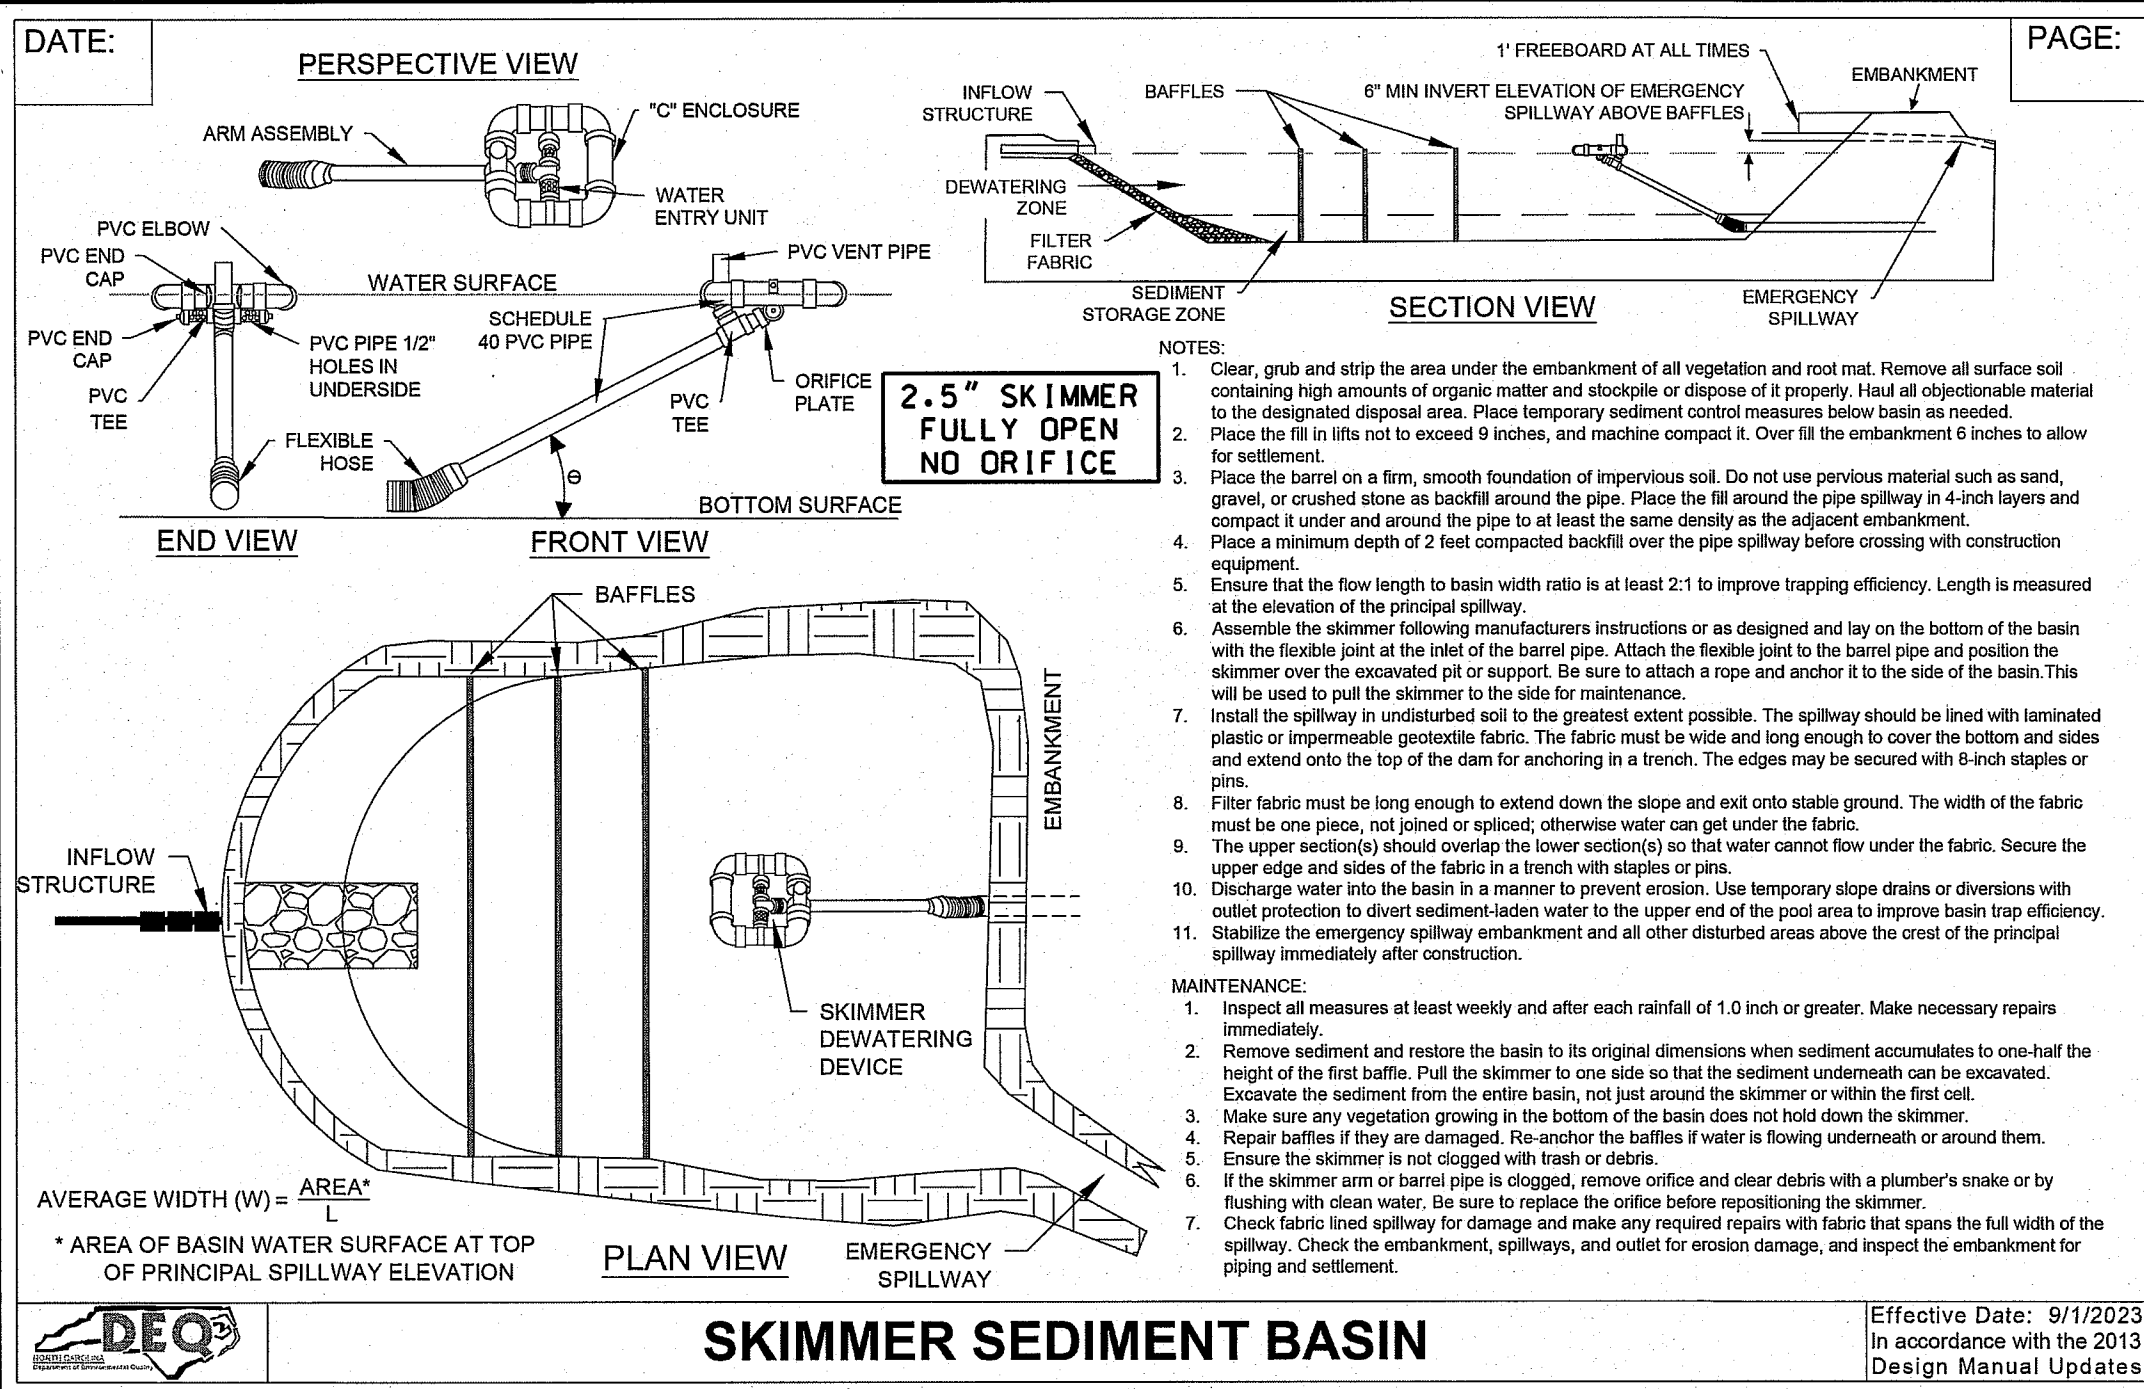 DATE:
PAGE:
PERSPECTIVE VIEW
"C" ENCLOSURE
ARM ASSEMBLY
WATER
ENTRY UNIT
PVC ELBOW
PVC END
CAP
PVC END
CAP
PVC
TEE
PVC PIPE 1/2"
HOLES IN
UNDERSIDE
FLEXIBLE
HOSE
WATER SURFACE
PVC VENT PIPE
SCHEDULE
40 PVC PIPE
PVC
TEE
ORIFICE
PLATE
2.5" SKIMMER
FULLY OPEN
NO ORIFICE
Θ
BOTTOM SURFACE
END VIEW
FRONT VIEW
INFLOW
STRUCTURE
BAFFLES
1' FREEBOARD AT ALL TIMES
6" MIN INVERT ELEVATION OF EMERGENCY
SPILLWAY ABOVE BAFFLES
EMBANKMENT
DEWATERING
ZONE
FILTER
FABRIC
SEDIMENT
STORAGE ZONE
SECTION VIEW
EMERGENCY
SPILLWAY
NOTES:
1. Clear, grub and strip the area under the embankment of all vegetation and root mat. Remove all surface soil
containing high amounts of organic matter and stockpile or dispose of it properly. Haul all objectionable material
to the designated disposal area. Place temporary sediment control measures below basin as needed.
2. Place the fill in lifts not to exceed 9 inches, and machine compact it. Over fill the embankment 6 inches to allow
for settlement.
3. Place the barrel on a firm, smooth foundation of impervious soil. Do not use pervious material such as sand,
gravel, or crushed stone as backfill around the pipe. Place the fill around the pipe spillway in 4-inch layers and
compact it under and around the pipe to at least the same density as the adjacent embankment.
4. Place a minimum depth of 2 feet compacted backfill over the pipe spillway before crossing with construction
equipment.
5. Ensure that the flow length to basin width ratio is at least 2:1 to improve trapping efficiency. Length is measured
at the elevation of the principal spillway.
6. Assemble the skimmer following manufacturers instructions or as designed and lay on the bottom of the basin
with the flexible joint at the inlet of the barrel pipe. Attach the flexible joint to the barrel pipe and position the
skimmer over the excavated pit or support. Be sure to attach a rope and anchor it to the side of the basin.This
will be used to pull the skimmer to the side for maintenance.
7. Install the spillway in undisturbed soil to the greatest extent possible. The spillway should be lined with laminated
plastic or impermeable geotextile fabric. The fabric must be wide and long enough to cover the bottom and sides
and extend onto the top of the dam for anchoring in a trench. The edges may be secured with 8-inch staples or
pins.
8. Filter fabric must be long enough to extend down the slope and exit onto stable ground. The width of the fabric
must be one piece, not joined or spliced; otherwise water can get under the fabric.
9. The upper section(s) should overlap the lower section(s) so that water cannot flow under the fabric. Secure the
upper edge and sides of the fabric in a trench with staples or pins.
10. Discharge water into the basin in a manner to prevent erosion. Use temporary slope drains or diversions with
outlet protection to divert sediment-laden water to the upper end of the pool area to improve basin trap efficiency.
11. Stabilize the emergency spillway embankment and all other disturbed areas above the crest of the principal
spillway immediately after construction.
MAINTENANCE:
1. Inspect all measures at least weekly and after each rainfall of 1.0 inch or greater. Make necessary repairs
immediately.
2. Remove sediment and restore the basin to its original dimensions when sediment accumulates to one-half the
height of the first baffle. Pull the skimmer to one side so that the sediment underneath can be excavated.
Excavate the sediment from the entire basin, not just around the skimmer or within the first cell.
3. Make sure any vegetation growing in the bottom of the basin does not hold down the skimmer.
4. Repair baffles if they are damaged. Re-anchor the baffles if water is flowing underneath or around them.
5. Ensure the skimmer is not clogged with trash or debris.
6. If the skimmer arm or barrel pipe is clogged, remove orifice and clear debris with a plumber's snake or by
flushing with clean water. Be sure to replace the orifice before repositioning the skimmer.
7. Check fabric lined spillway for damage and make any required repairs with fabric that spans the full width of the
spillway. Check the embankment, spillways, and outlet for erosion damage, and inspect the embankment for
piping and settlement.
BAFFLES
EMBANKMENT
INFLOW
STRUCTURE
SKIMMER
DEWATERING
DEVICE
AVERAGE WIDTH (W) = AREA*
L
* AREA OF BASIN WATER SURFACE AT TOP
OF PRINCIPAL SPILLWAY ELEVATION
PLAN VIEW
EMERGENCY
SPILLWAY
DEQ
NORTH CAROLINA
Department of Environmental Quality
SKIMMER SEDIMENT BASIN
Effective Date: 9/1/2023
In accordance with the 2013
Design Manual Updates